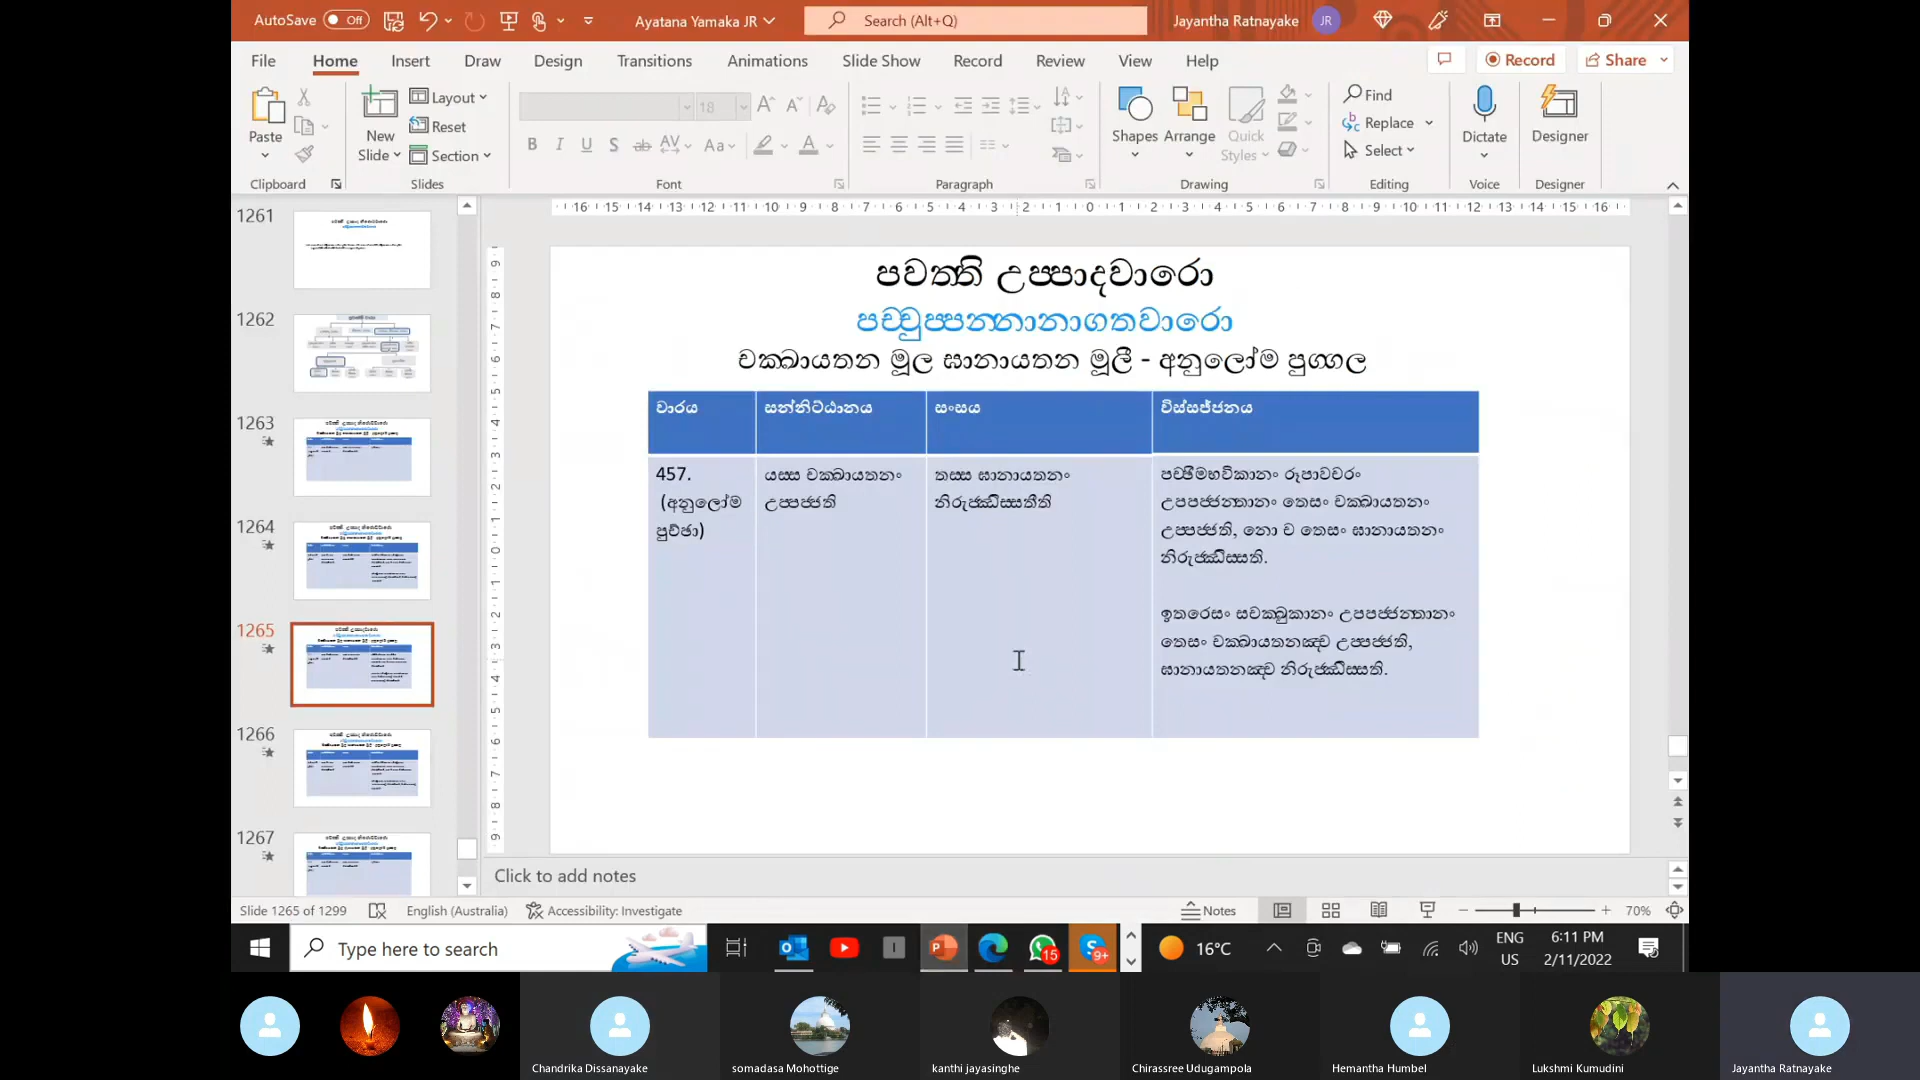 AutoSave Off Ayatana Yamaka JR Search (Alt+Q) Jayantha Ratnayake JR
File Home Insert Draw Design Transitions Animations Slide Show Record Review View Help Record Share
Paste New Slide Layout Reset Section 18 Shapes Arrange Quick Styles Find Replace Select Dictate Designer
Clipboard Slides Font Paragraph Drawing Editing Voice Designer
1261
1262
1263
1264
1265
1266
1267
පවත්ති උප්පාදවාරො
පච්චුප්පන්නානාගතවාරො
චක්ඛායතන මූල ඝානායතන මූලී - අනුලෝම පුග්ගල
වාරය සන්නිට්ඨානය සංසය විස්සජ්ජනය
457.
(අනුලෝම
පුච්ඡා)
යස්ස චක්ඛායතනං
උප්පජ්ජති
තස්ස ඝානායතනං
නිරුජ්ඣිස්සතීති
පච්ඡිමභවිකානං රූපාවචරං
උපපජ්ජන්තානං තෙසං චක්ඛායතනං
උප්පජ්ජති, නො ච තෙසං ඝානායතනං
නිරුජ්ඣිස්සති.
ඉතරෙසං සචක්ඛුකානං උපපජ්ජන්තානං
තෙසං චක්ඛායතනඤ්ච උප්පජ්ජති,
ඝානායතනඤ්ච නිරුජ්ඣිස්සති.
Click to add notes
Slide 1265 of 1299 English (Australia) Accessibility: Investigate Notes 70%
Type here to search 15 9+ 16°C ENG US 6:11 PM 2/11/2022
Chandrika Dissanayake somadasa Mohottige kanthi jayasinghe Chirassree Udugampola Hemantha Humbel Lukshmi Kumudini Jayantha Ratnayake